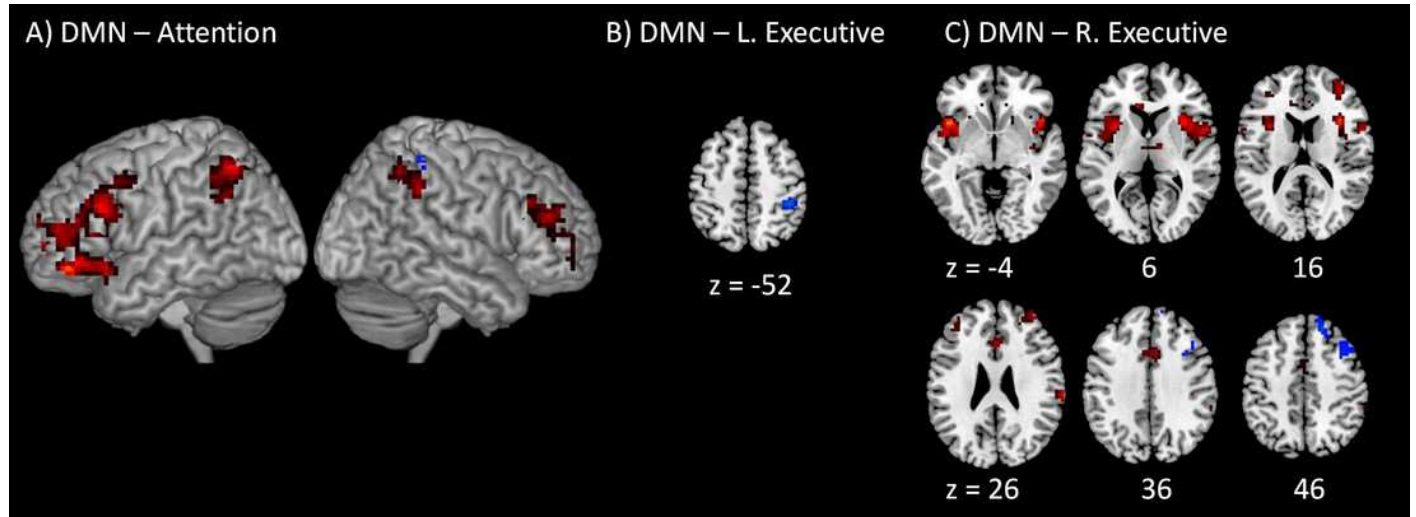 A) DMN – Attention
B) DMN – L. Executive
C) DMN – R. Executive
z = -52
z = -4 6 16
z = 26 36 46